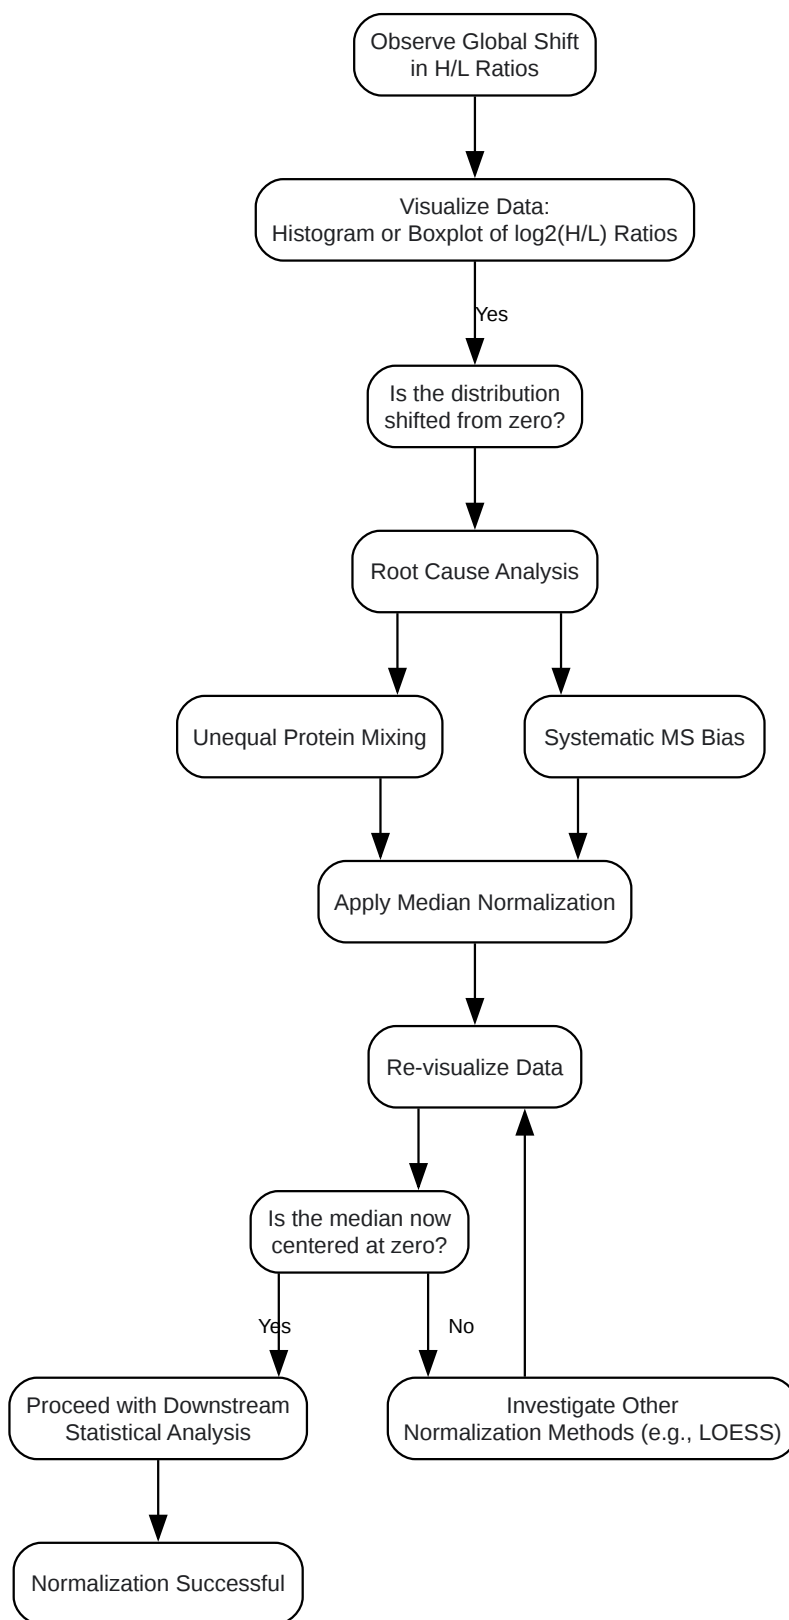 Observe Global Shift
in H/L Ratios
Visualize Data:
Histogram or Boxplot of log2(H/L) Ratios
Yes
Is the distribution
shifted from zero?
Root Cause Analysis
Unequal Protein Mixing
Systematic MS Bias
Apply Median Normalization
Re-visualize Data
Is the median now
centered at zero?
Yes
No
Proceed with Downstream
Statistical Analysis
Investigate Other
Normalization Methods (e.g., LOESS)
Normalization Successful